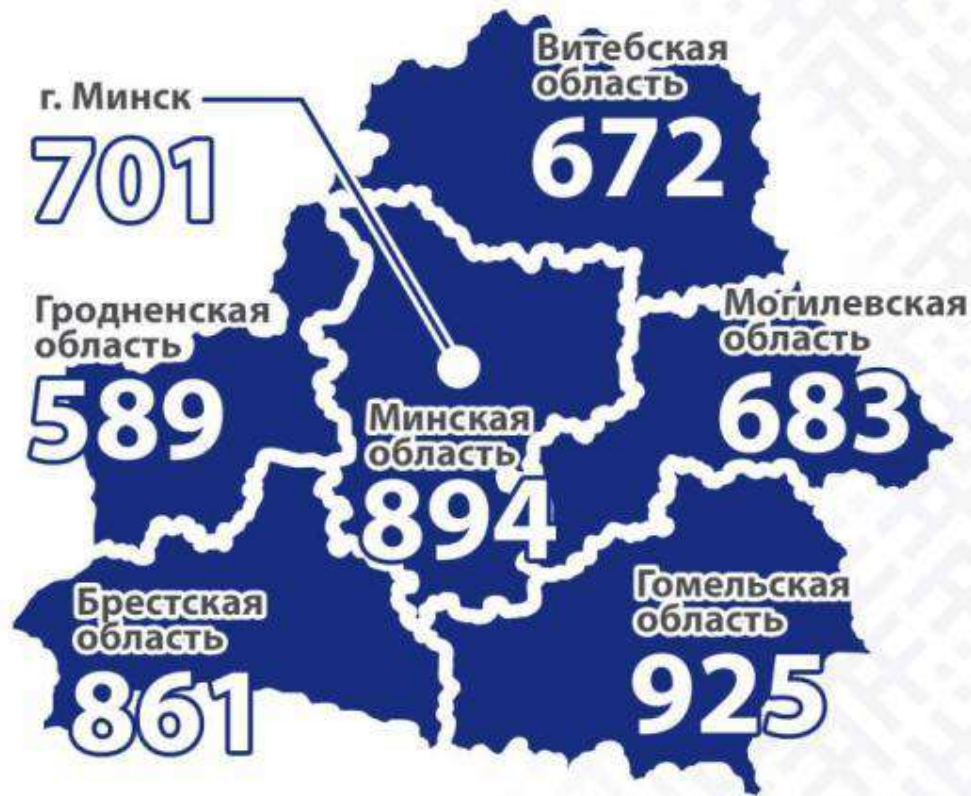 г. Минск
701
Витебская
область
672
Гродненская
область
589
Могилевская
область
683
Минская
область
894
Брестская
область
861
Гомельская
область
925